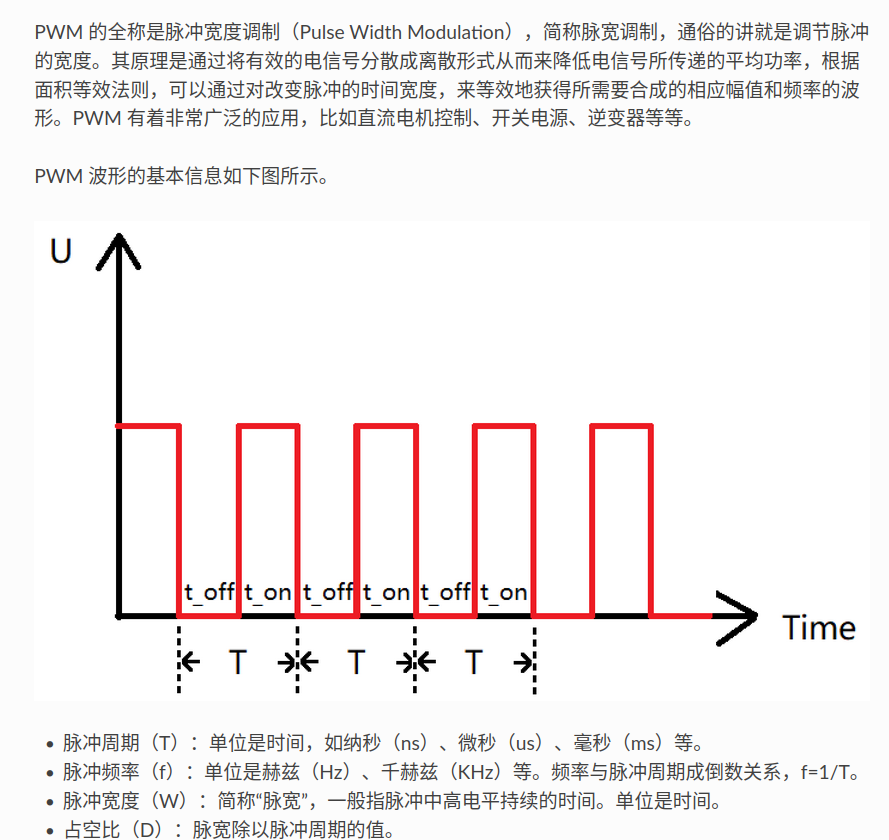 PWM 的全称是脉冲宽度调制（Pulse Width Modulation），简称脉宽调制，通俗的讲就是调节脉冲
的宽度。其原理是通过将有效的电信号分散成离散形式从而来降低电信号所传递的平均功率，根据
面积等效法则，可以通过对改变脉冲的时间宽度，来等效地获得所需要合成的相应幅值和频率的波
形。PWM 有着非常广泛的应用，比如直流电机控制、开关电源、逆变器等等。
PWM 波形的基本信息如下图所示。
U
t_off t_on t_off t_on t_off t_on
Time
T T T
• 脉冲周期（T）：单位是时间，如纳秒（ns）、微秒（us）、毫秒（ms）等。
• 脉冲频率（f）：单位是赫兹（Hz）、千赫兹（KHz）等。频率与脉冲周期成倒数关系，f=1/T。
• 脉冲宽度（W）：简称“脉宽”，一般指脉冲中高电平持续的时间。单位是时间。
• 占空比（D）：脉宽除以脉冲周期的值。